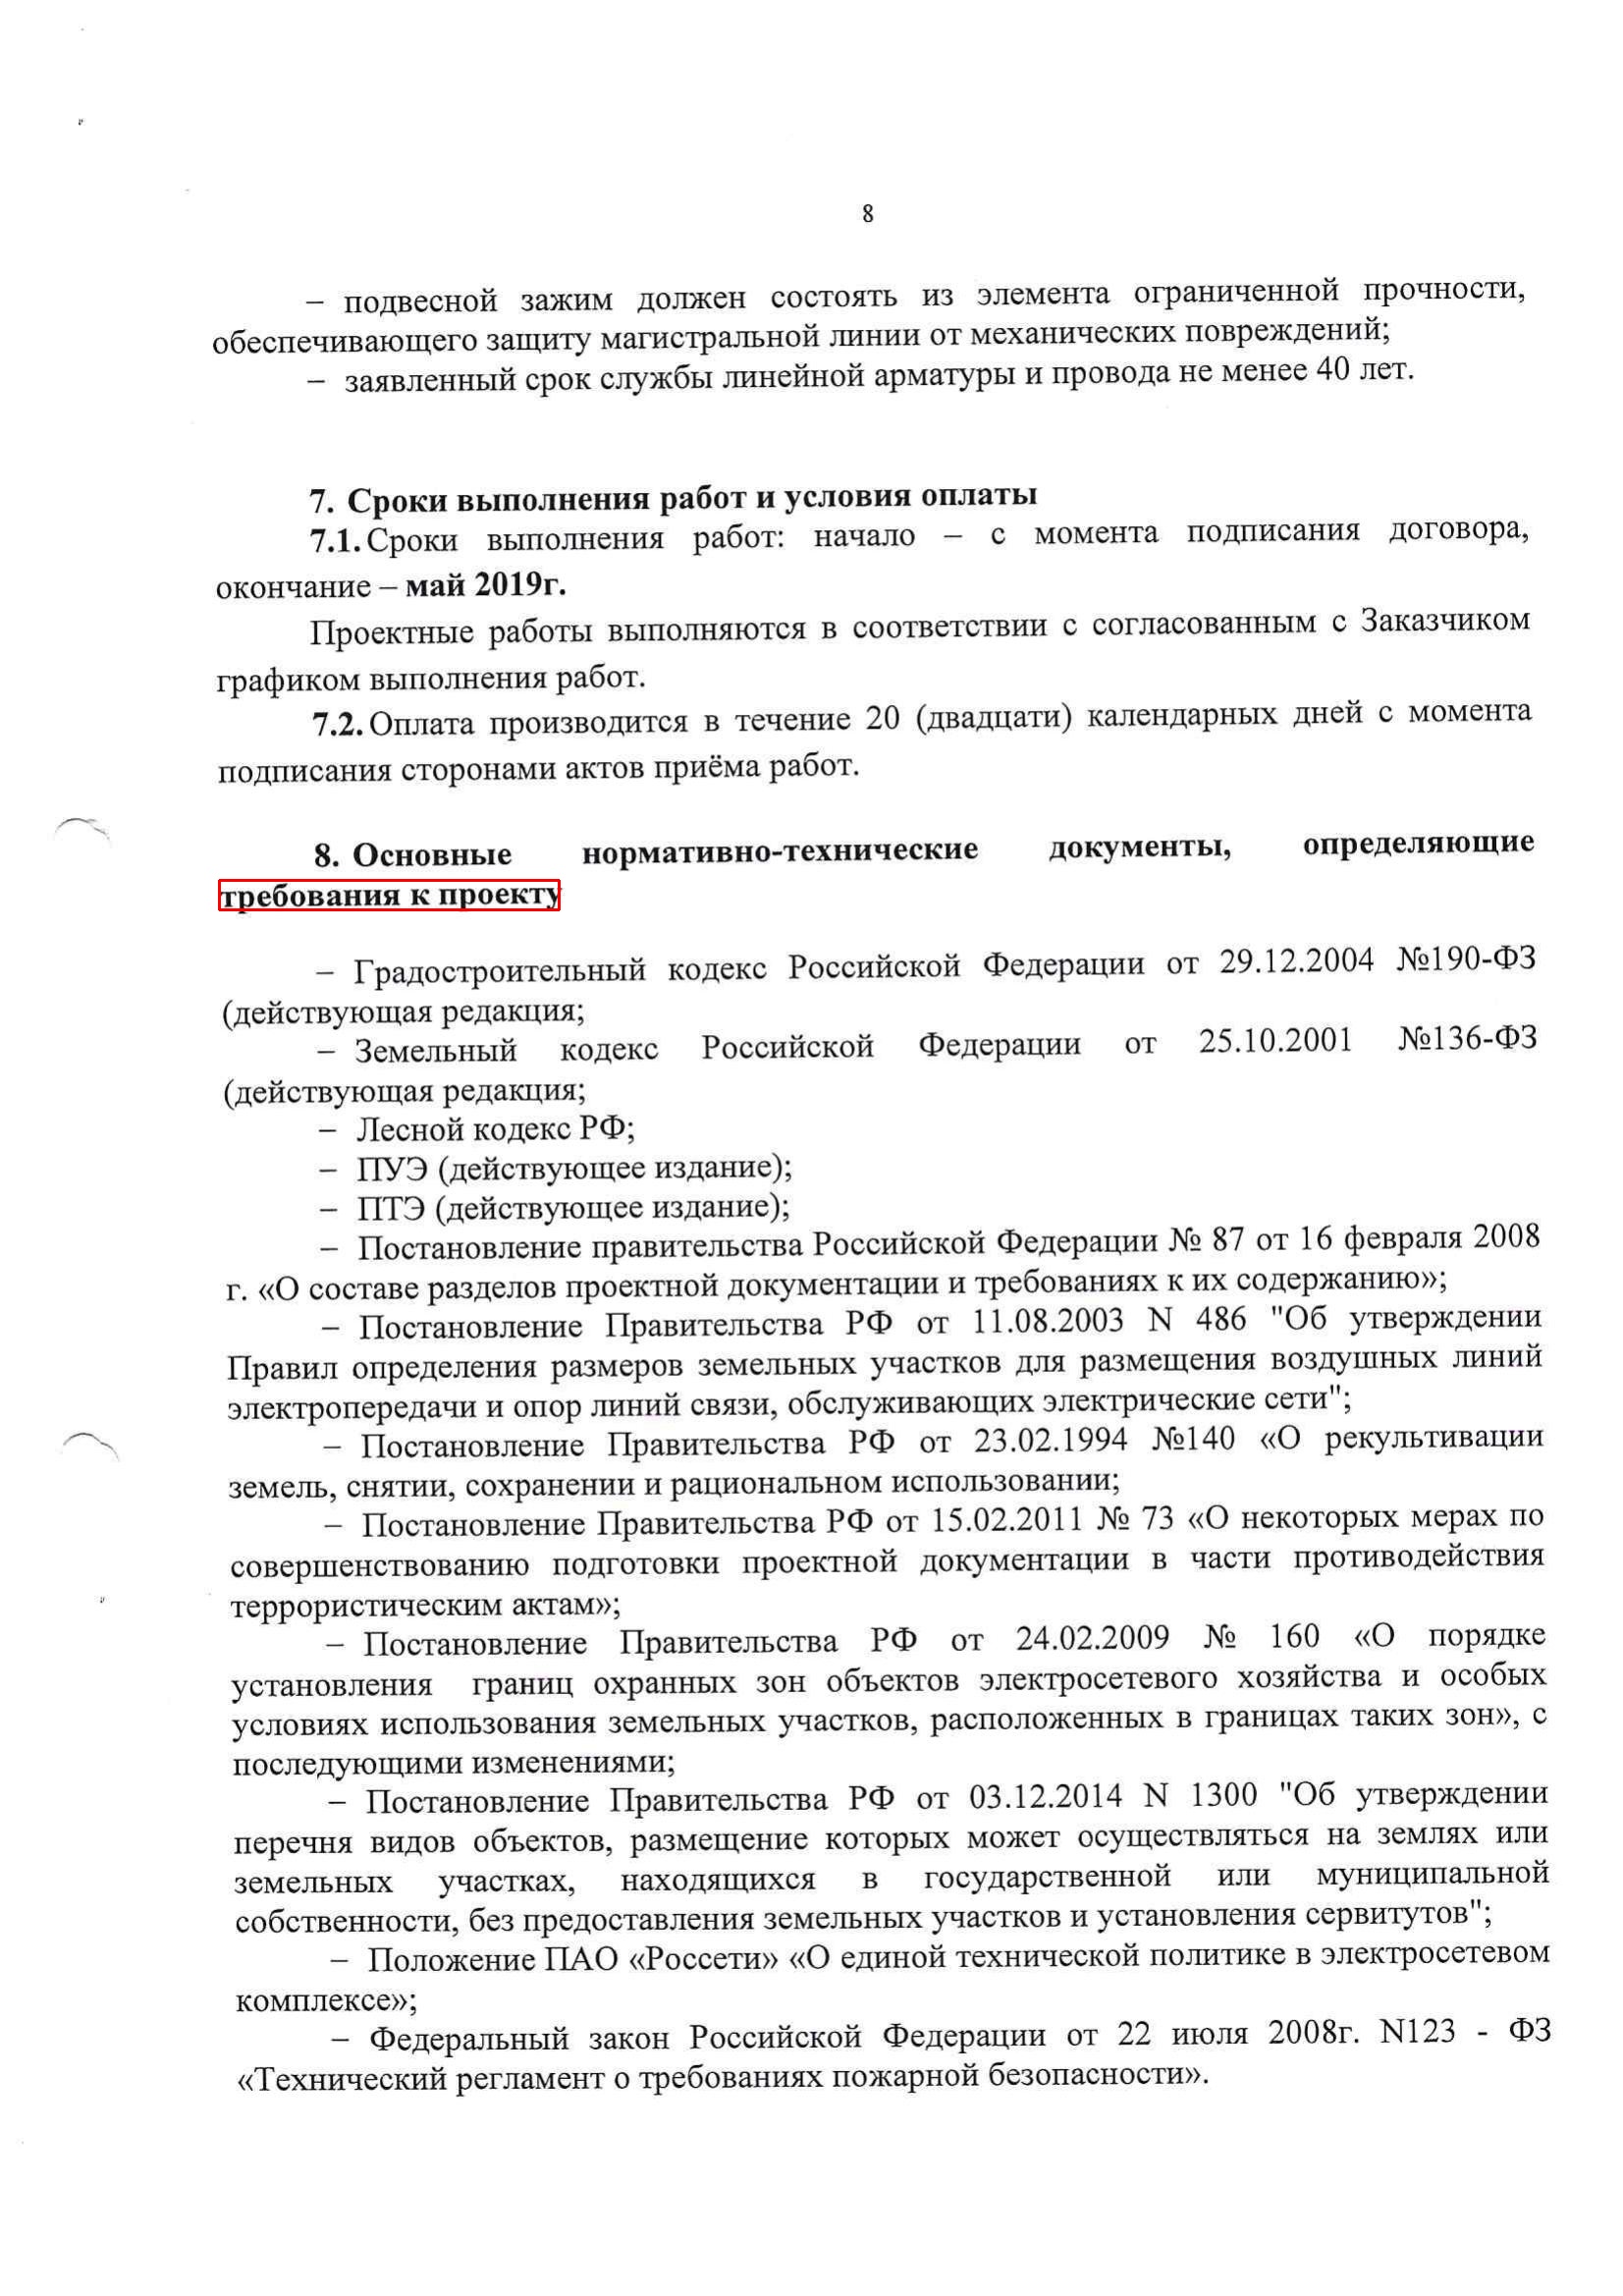 8
– подвесной зажим должен состоять из элемента ограниченной прочности,
обеспечивающего защиту магистральной линии от механических повреждений;
– заявленный срок службы линейной арматуры и провода не менее 40 лет.
7. Сроки выполнения работ и условия оплаты
7.1. Сроки выполнения работ: начало – с момента подписания договора,
окончание – май 2019г.
Проектные работы выполняются в соответствии с согласованным с Заказчиком
графиком выполнения работ.
7.2. Оплата производится в течение 20 (двадцати) календарных дней с момента
подписания сторонами актов приёма работ.
8. Основные нормативно-технические документы, определяющие
требования к проекту
– Градостроительный кодекс Российской Федерации от 29.12.2004 №190-ФЗ
(действующая редакция;
– Земельный кодекс Российской Федерации от 25.10.2001 №136-ФЗ
(действующая редакция;
– Лесной кодекс РФ;
– ПУЭ (действующее издание);
– ПТЭ (действующее издание);
– Постановление правительства Российской Федерации № 87 от 16 февраля 2008
г. «О составе разделов проектной документации и требованиях к их содержанию»;
– Постановление Правительства РФ от 11.08.2003 N 486 "Об утверждении
Правил определения размеров земельных участков для размещения воздушных линий
электропередачи и опор линий связи, обслуживающих электрические сети";
– Постановление Правительства РФ от 23.02.1994 №140 «О рекультивации
земель, снятии, сохранении и рациональном использовании;
– Постановление Правительства РФ от 15.02.2011 № 73 «О некоторых мерах по
совершенствованию подготовки проектной документации в части противодействия
террористическим актам»;
– Постановление Правительства РФ от 24.02.2009 № 160 «О порядке
установления границ охранных зон объектов электросетевого хозяйства и особых
условиях использования земельных участков, расположенных в границах таких зон», с
последующими изменениями;
– Постановление Правительства РФ от 03.12.2014 N 1300 "Об утверждении
перечня видов объектов, размещение которых может осуществляться на землях или
земельных участках, находящихся в государственной или муниципальной
собственности, без предоставления земельных участков и установления сервитутов";
– Положение ПАО «Россети» «О единой технической политике в электросетевом
комплексе»;
– Федеральный закон Российской Федерации от 22 июля 2008г. N123 - ФЗ
«Технический регламент о требованиях пожарной безопасности».